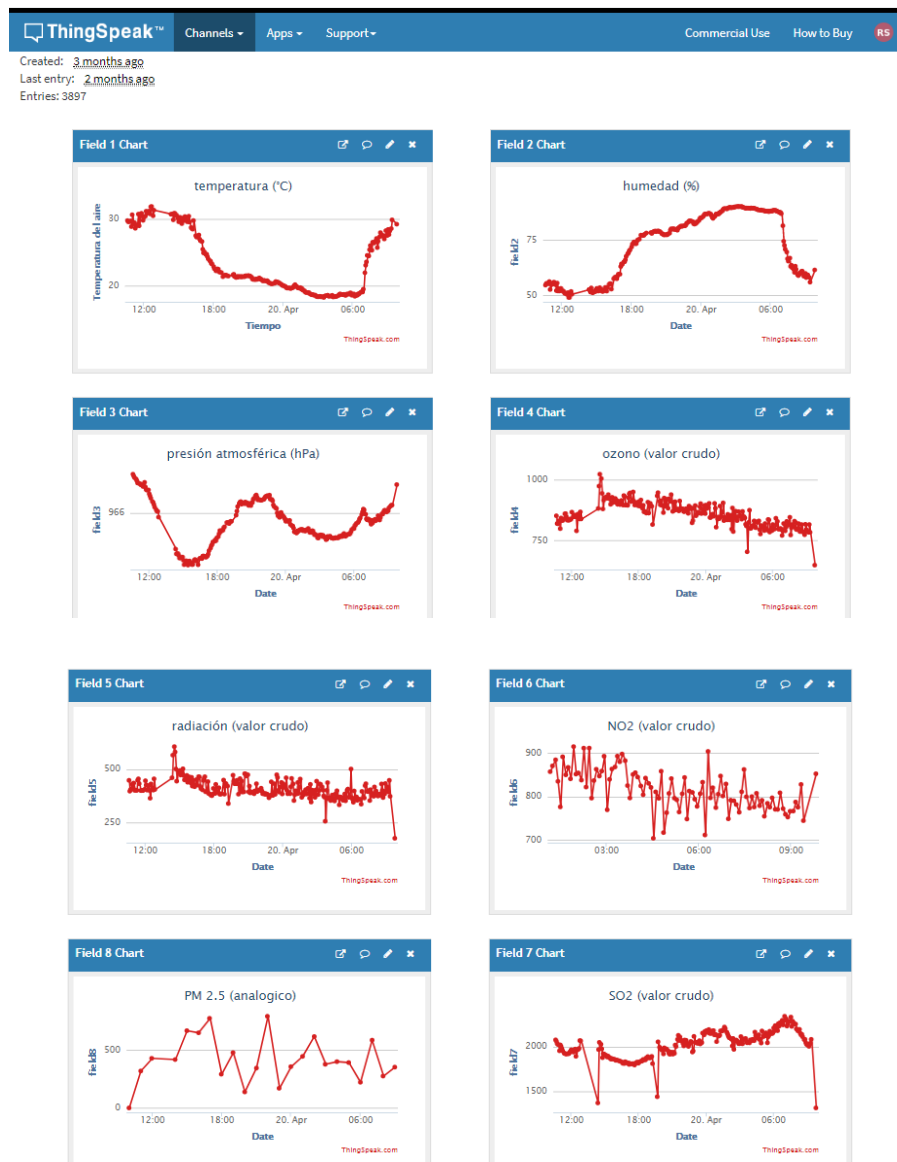 ThingSpeak™ Channels Apps Support Commercial Use How to Buy RS
Created: 3 months ago
Last entry: 2 months ago
Entries: 3897
Field 1 Chart
temperatura (°C)
Temperatura del aire
30
20
12:00 18:00 20. Apr 06:00
Tiempo
ThingSpeak.com
Field 2 Chart
humedad (%)
field2
75
50
12:00 18:00 20. Apr 06:00
Date
ThingSpeak.com
Field 3 Chart
presión atmosférica (hPa)
field3
966
12:00 18:00 20. Apr 06:00
Date
ThingSpeak.com
Field 4 Chart
ozono (valor crudo)
field4
1000
750
12:00 18:00 20. Apr 06:00
Date
ThingSpeak.com
Field 5 Chart
radiación (valor crudo)
field5
500
250
12:00 18:00 20. Apr 06:00
Date
ThingSpeak.com
Field 6 Chart
NO2 (valor crudo)
field6
900
800
700
03:00 06:00 09:00
Date
ThingSpeak.com
Field 8 Chart
PM 2.5 (analogico)
field8
500
0
12:00 18:00 20. Apr 06:00
Date
ThingSpeak.com
Field 7 Chart
SO2 (valor crudo)
field7
2000
1500
12:00 18:00 20. Apr 06:00
Date
ThingSpeak.com